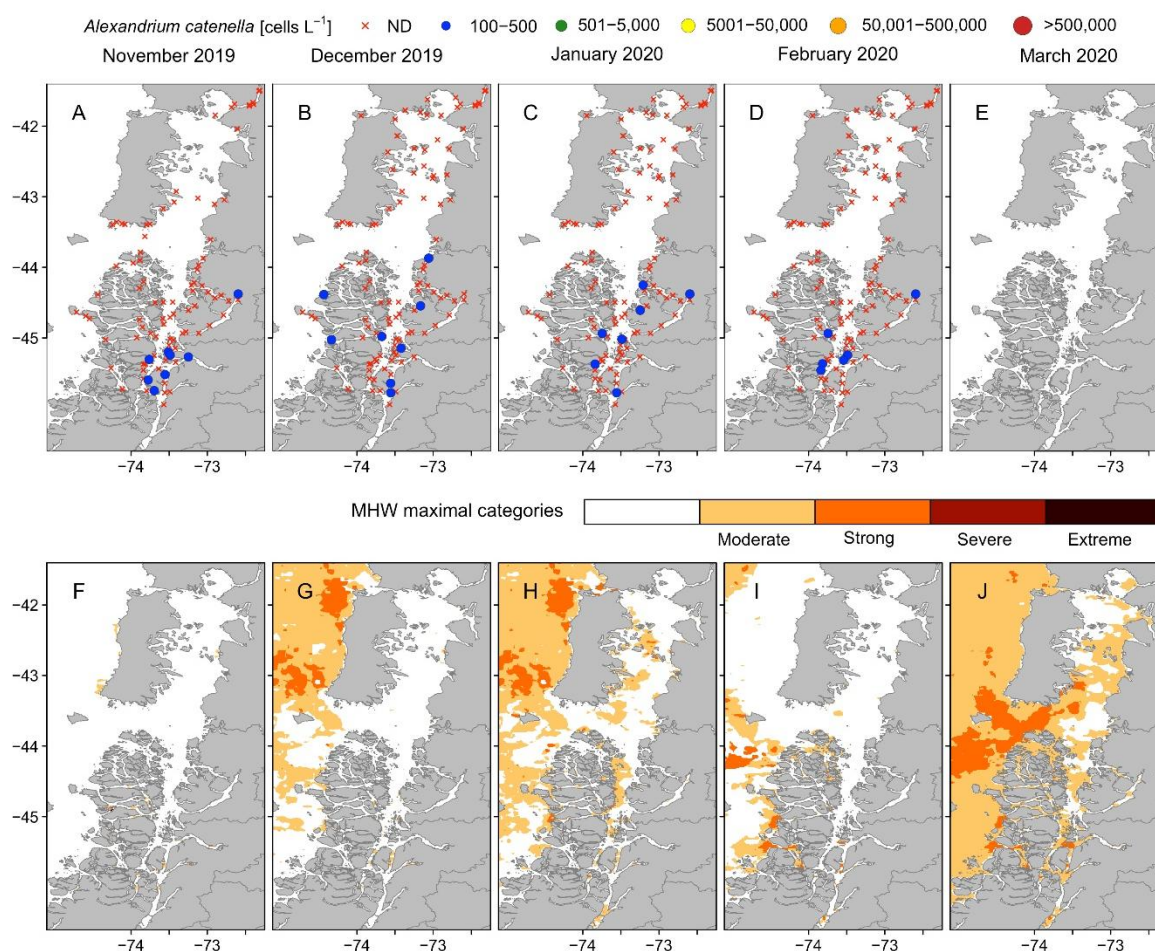 Alexandrium catenella [cells L⁻¹] × ND 100−500 501−5,000 5001−50,000 50,001−500,000 >500,000
November 2019 December 2019 January 2020 February 2020 March 2020
A B C D E
−42
−43
−44
−45
−74 −73 −74 −73 −74 −73 −74 −73 −74 −73
MHW maximal categories
Moderate Strong Severe Extreme
F G H I J
−42
−43
−44
−45
−74 −73 −74 −73 −74 −73 −74 −73 −74 −73